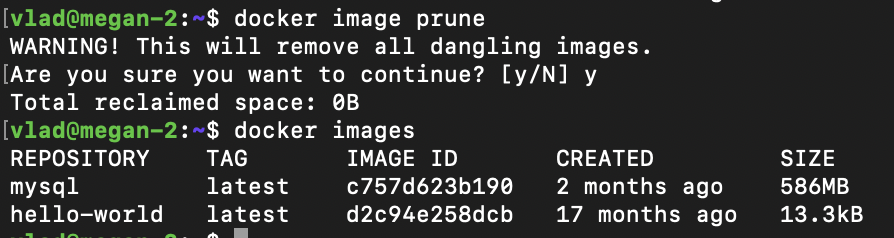 [vlad@megan-2:~$ docker image prune
WARNING! This will remove all dangling images.
[Are you sure you want to continue? [y/N] y
Total reclaimed space: 0B
[vlad@megan-2:~$ docker images
REPOSITORY TAG IMAGE ID CREATED SIZE
mysql latest c757d623b190 2 months ago 586MB
hello-world latest d2c94e258dcb 17 months ago 13.3kB